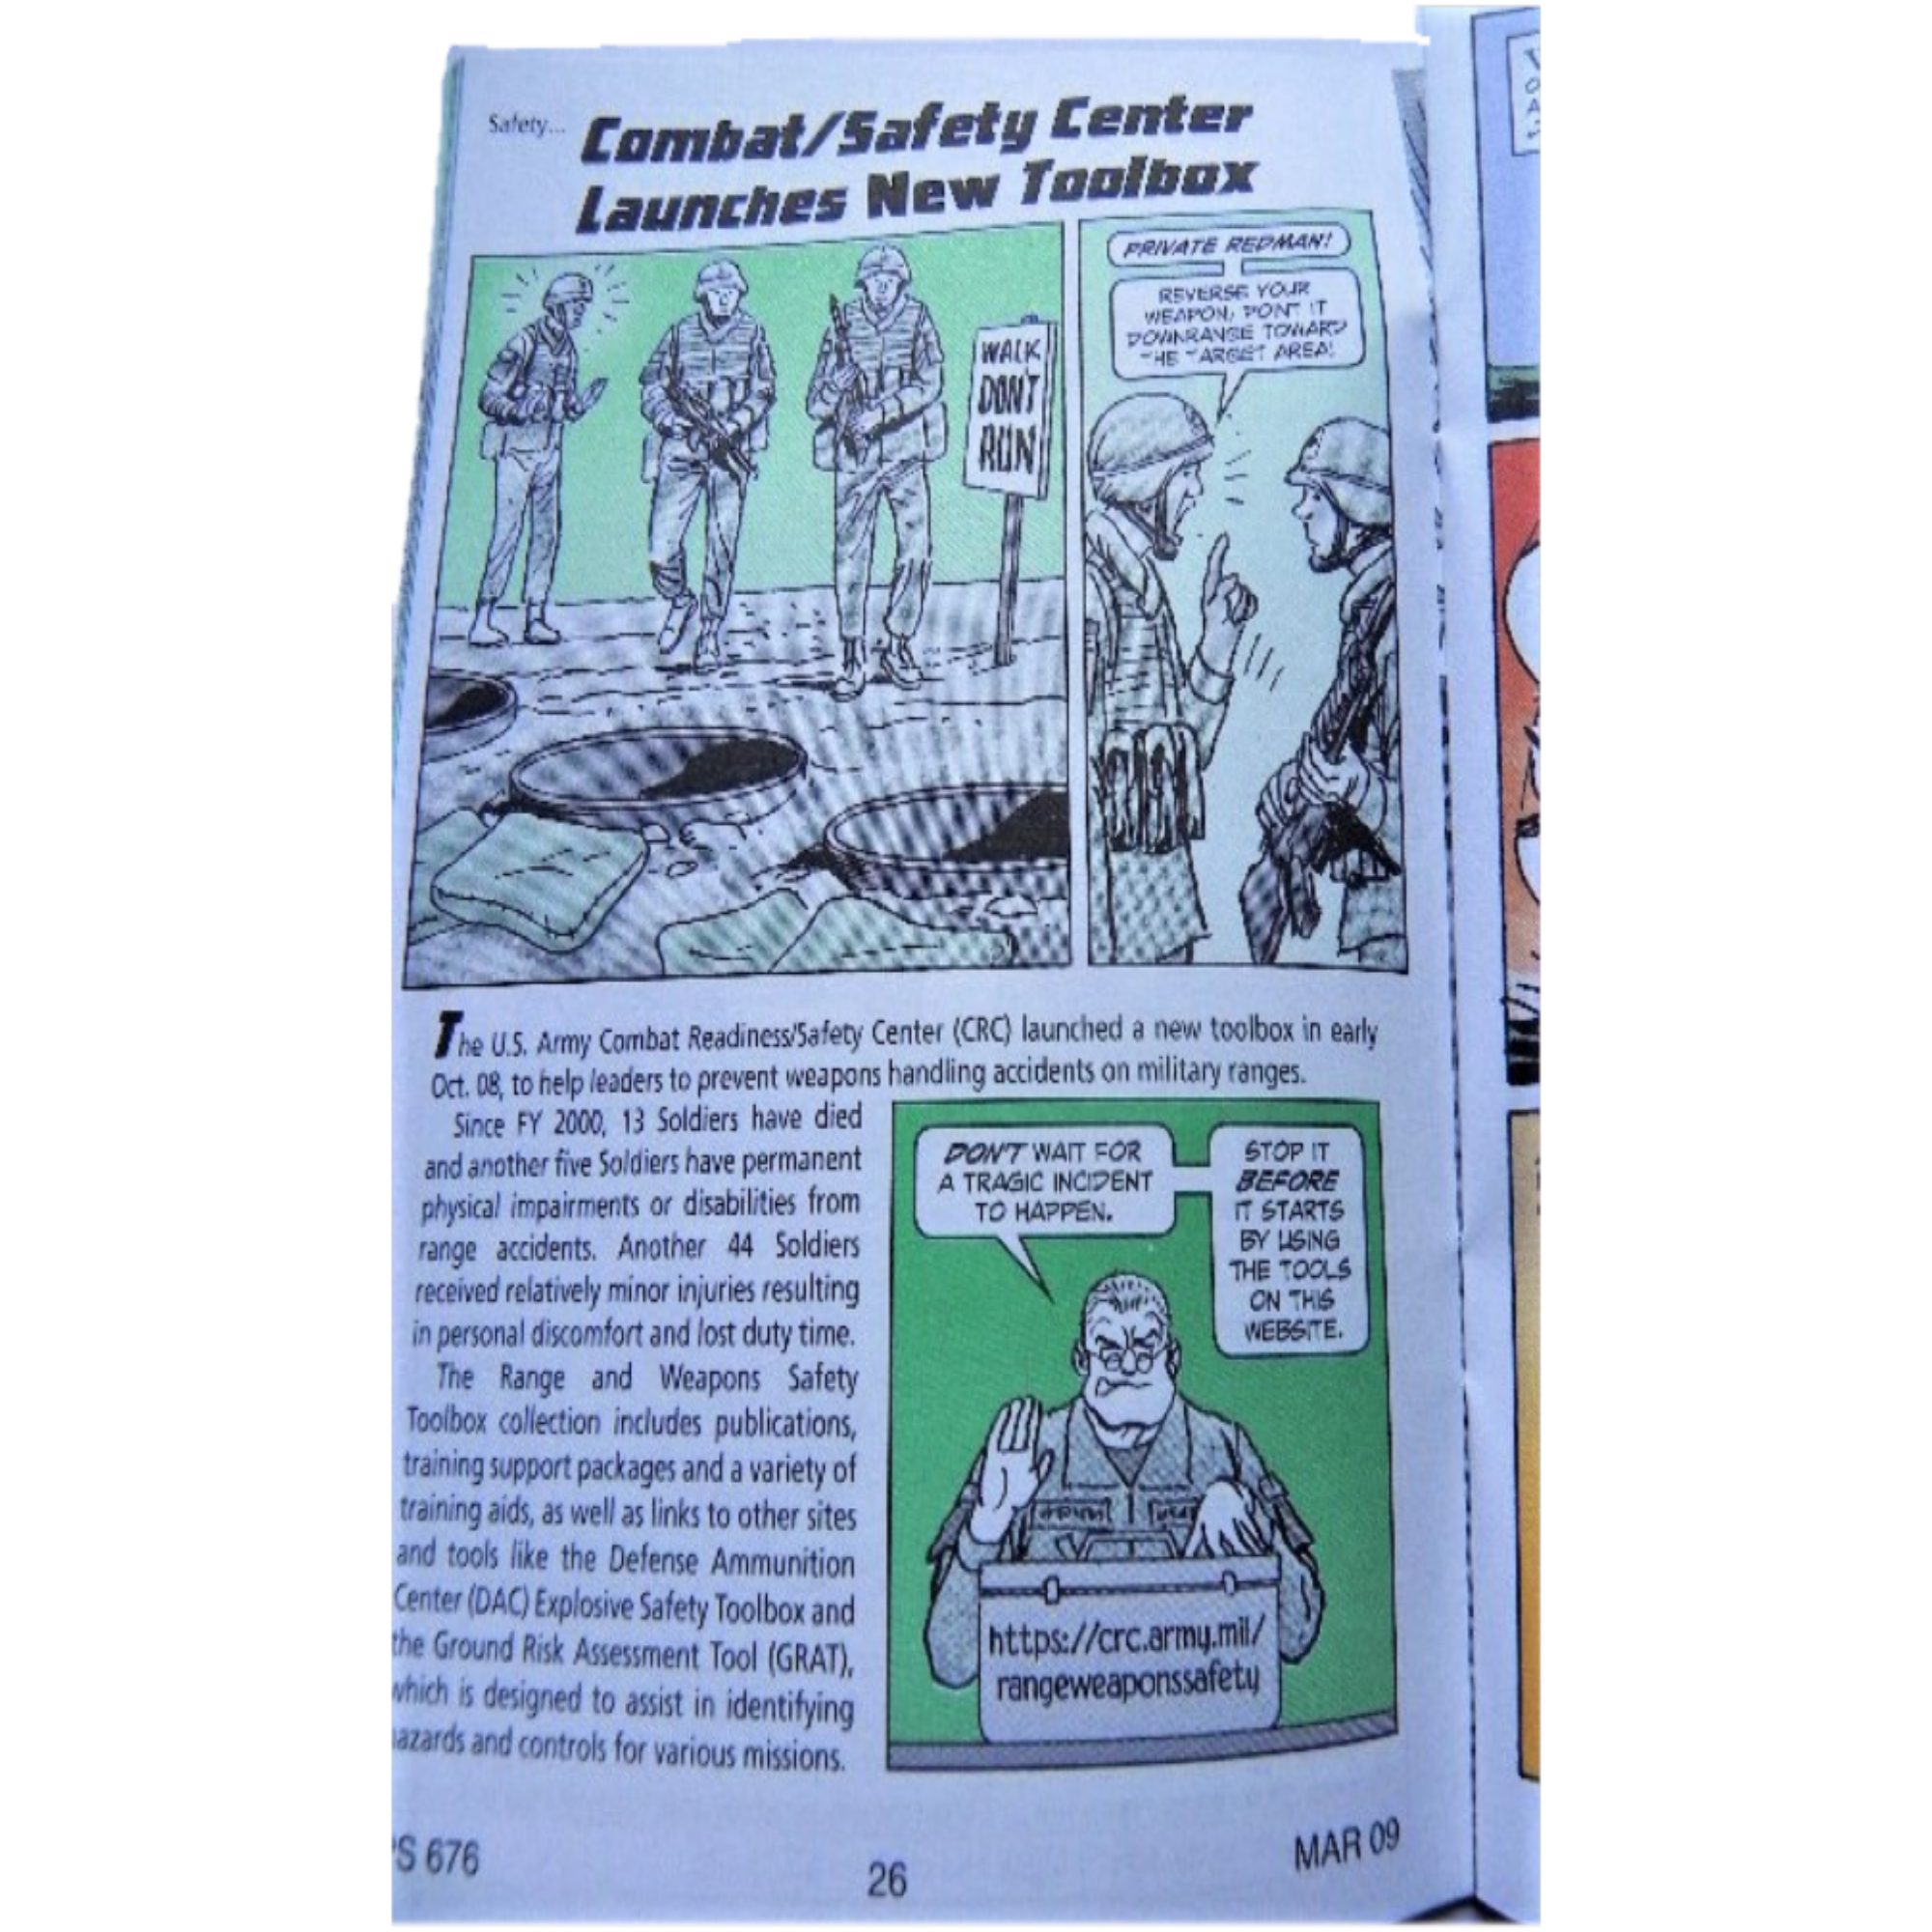 Safety...
Combat/Safety Center
Launches New Toolbox
WALK
DON'T
RUN
PRIVATE REDMAN!
REVERSE YOUR
WEAPON, POINT IT
DOWNRANGE TOWARD
THE TARGET AREA!
The U.S. Army Combat Readiness/Safety Center (CRC) launched a new toolbox in early
Oct. 08, to help leaders to prevent weapons handling accidents on military ranges.
Since FY 2000, 13 Soldiers have died
and another five Soldiers have permanent
physical impairments or disabilities from
range accidents. Another 44 Soldiers
received relatively minor injuries resulting
in personal discomfort and lost duty time.
The Range and Weapons Safety
Toolbox collection includes publications,
training support packages and a variety of
training aids, as well as links to other sites
and tools like the Defense Ammunition
Center (DAC) Explosive Safety Toolbox and
the Ground Risk Assessment Tool (GRAT),
which is designed to assist in identifying
hazards and controls for various missions.
DON'T WAIT FOR
A TRAGIC INCIDENT
TO HAPPEN.
STOP IT
BEFORE
IT STARTS
BY USING
THE TOOLS
ON THIS
WEBSITE.
https://crc.army.mil/
rangeweaponssafety
PS 676
26
MAR 09